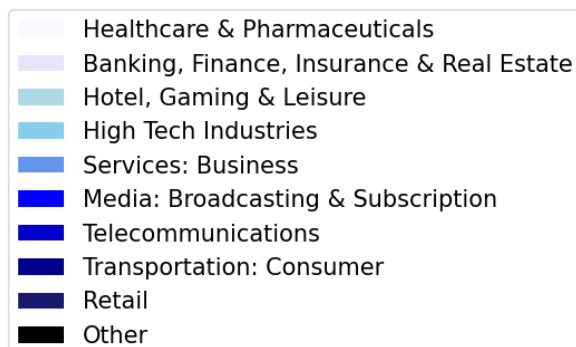 Healthcare & Pharmaceuticals
Banking, Finance, Insurance & Real Estate
Hotel, Gaming & Leisure
High Tech Industries
Services: Business
Media: Broadcasting & Subscription
Telecommunications
Transportation: Consumer
Retail
Other